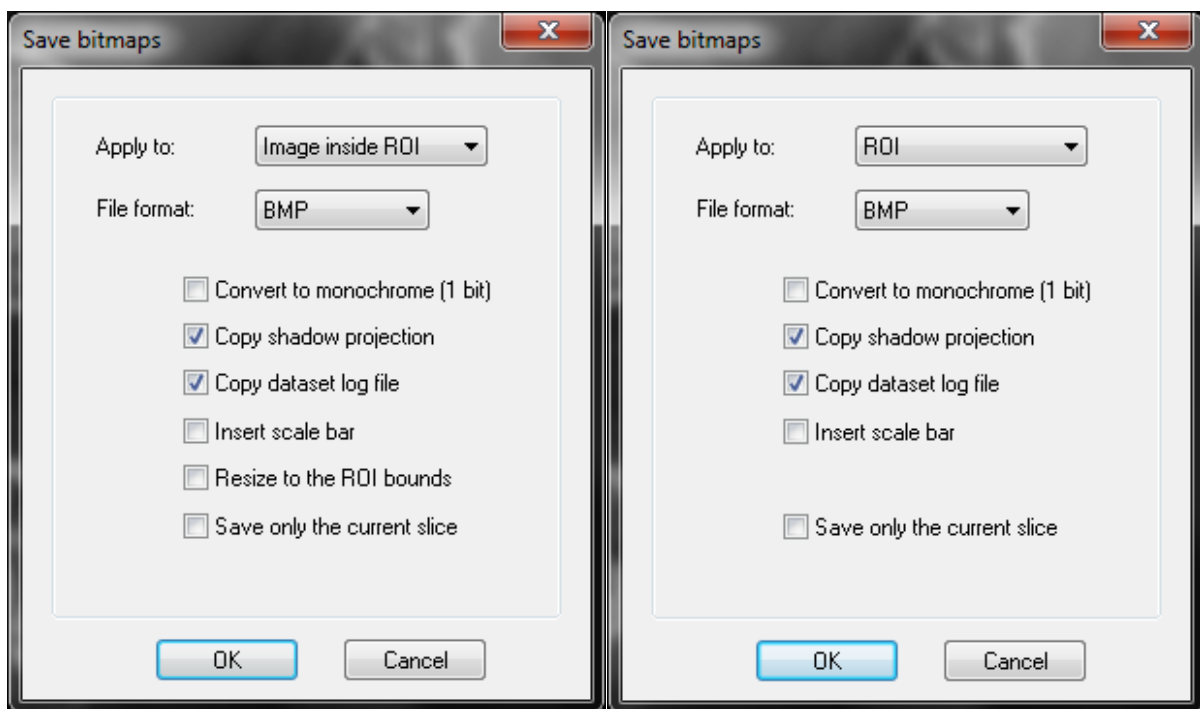 Save bitmaps
Apply to: Image inside ROI
File format: BMP
Convert to monochrome (1 bit)
Copy shadow projection
Copy dataset log file
Insert scale bar
Resize to the ROI bounds
Save only the current slice
OK Cancel
Save bitmaps
Apply to: ROI
File format: BMP
Convert to monochrome (1 bit)
Copy shadow projection
Copy dataset log file
Insert scale bar
Save only the current slice
OK Cancel